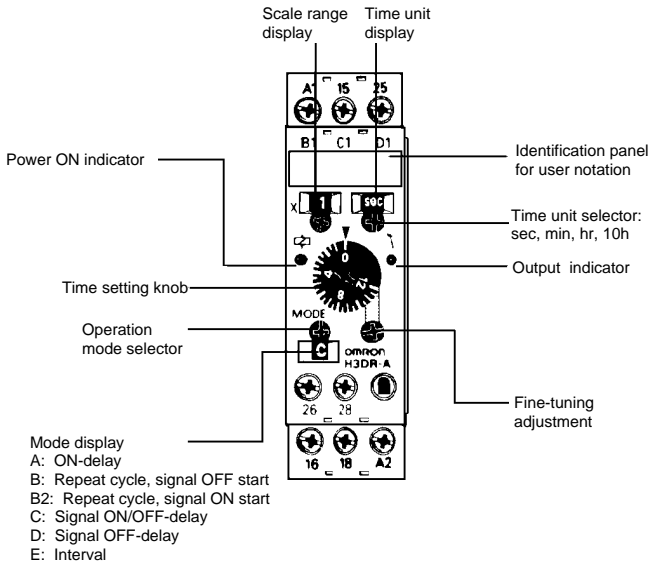 Scale range
display
Time unit
display
A1 15 25
B1 C1 D1
Power ON indicator
Identification panel
for user notation
X 1 sec
Time unit selector:
sec, min, hr, 10h
Output indicator
0
4
8
12
Time setting knob
MODE
Operation
mode selector
C
OMRON
H3DR-A
26 28
Fine-tuning
adjustment
16 18 A2
Mode display
A: ON-delay
B: Repeat cycle, signal OFF start
B2: Repeat cycle, signal ON start
C: Signal ON/OFF-delay
D: Signal OFF-delay
E: Interval